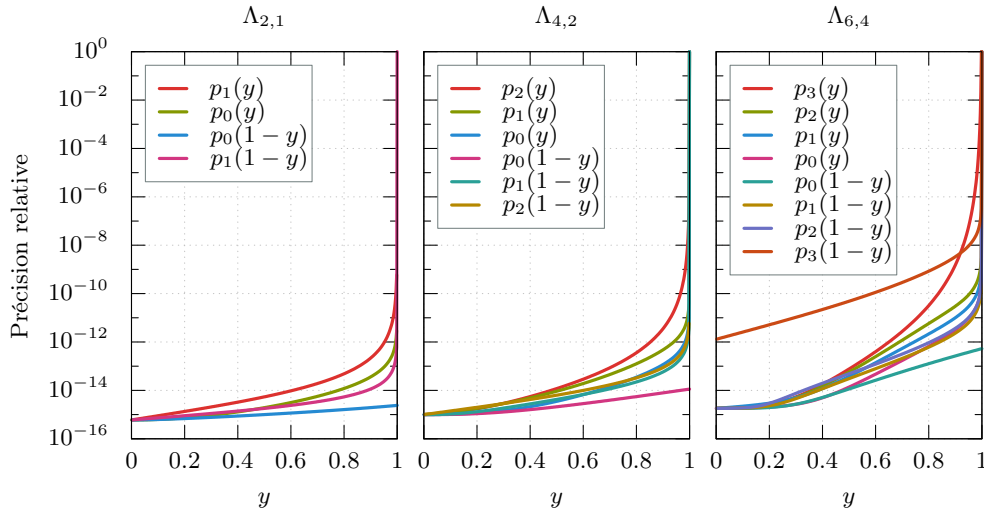 Λ2,1 Λ4,2 Λ6,4
Précision relative
10^0
10^−2
10^−4
10^−6
10^−8
10^−10
10^−12
10^−14
10^−16
p1(y)
p0(y)
p0(1 − y)
p1(1 − y)
0 0.2 0.4 0.6 0.8 1
y
p2(y)
p1(y)
p0(y)
p0(1 − y)
p1(1 − y)
p2(1 − y)
0 0.2 0.4 0.6 0.8 1
y
p3(y)
p2(y)
p1(y)
p0(y)
p0(1 − y)
p1(1 − y)
p2(1 − y)
p3(1 − y)
0 0.2 0.4 0.6 0.8 1
y